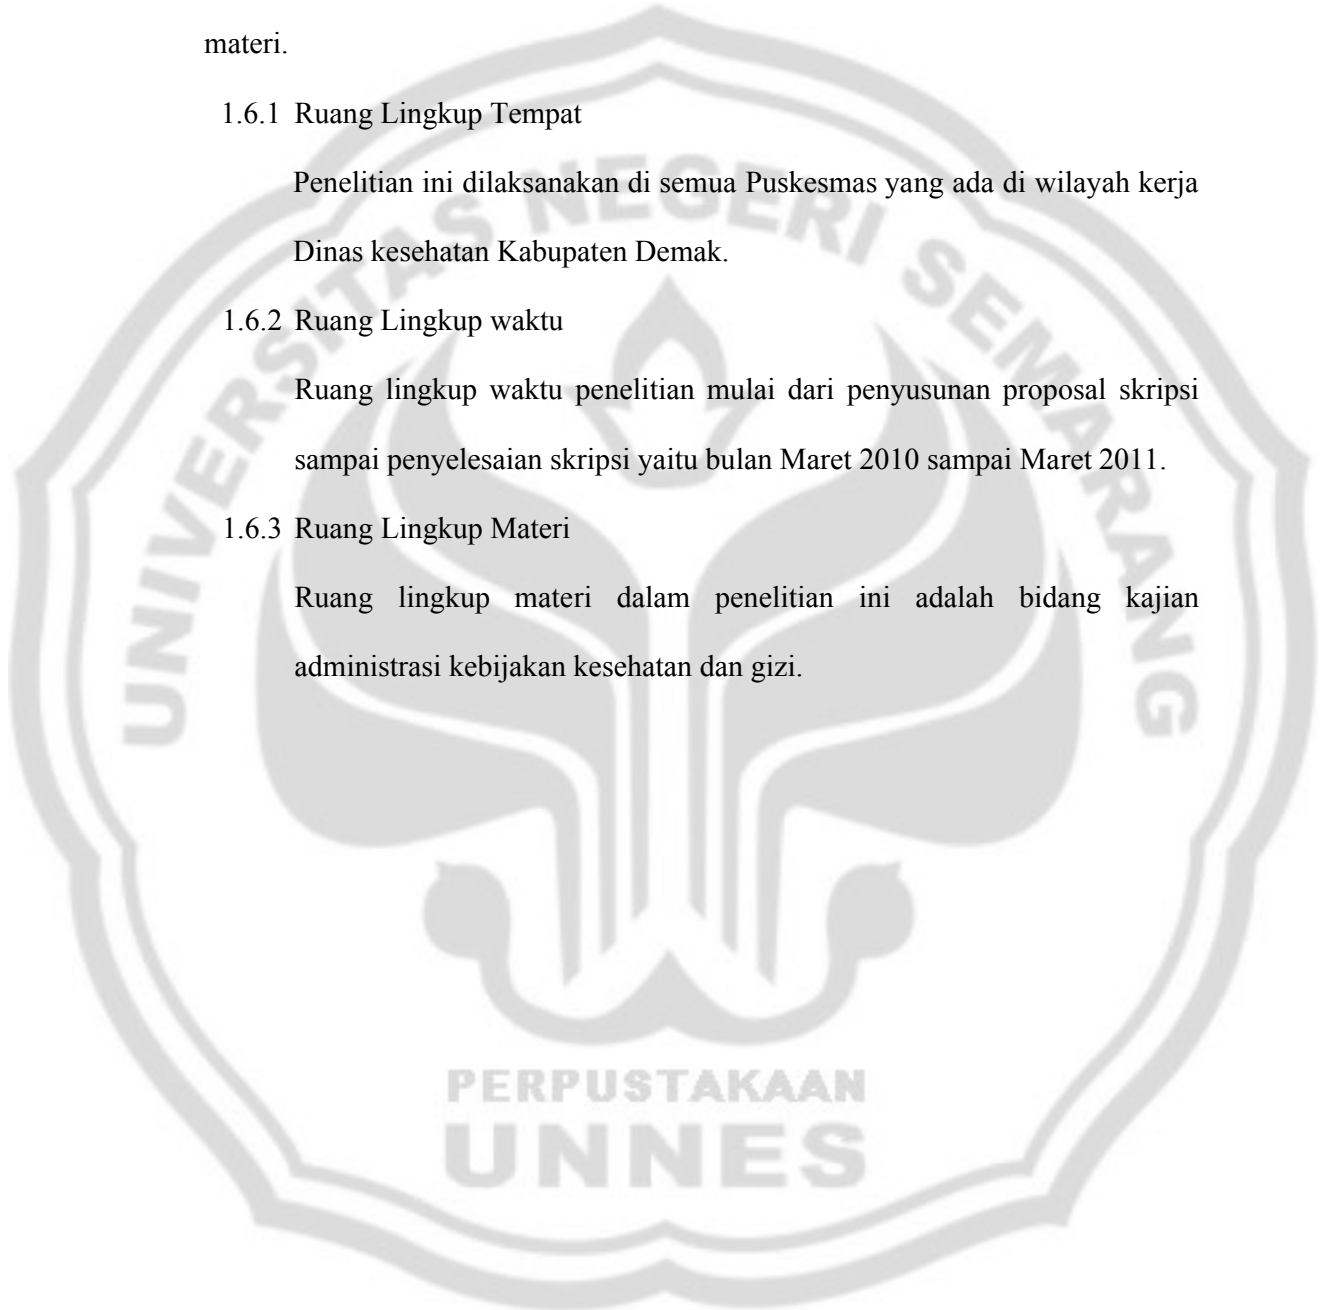 materi.
1.6.1 Ruang Lingkup Tempat
Penelitian ini dilaksanakan di semua Puskesmas yang ada di wilayah kerja
Dinas kesehatan Kabupaten Demak.
1.6.2 Ruang Lingkup waktu
Ruang lingkup waktu penelitian mulai dari penyusunan proposal skripsi
sampai penyelesaian skripsi yaitu bulan Maret 2010 sampai Maret 2011.
1.6.3 Ruang Lingkup Materi
Ruang lingkup materi dalam penelitian ini adalah bidang kajian
administrasi kebijakan kesehatan dan gizi.
UNIVERSITAS NEGERI SEMARANG
PERPUSTAKAAN
UNNES